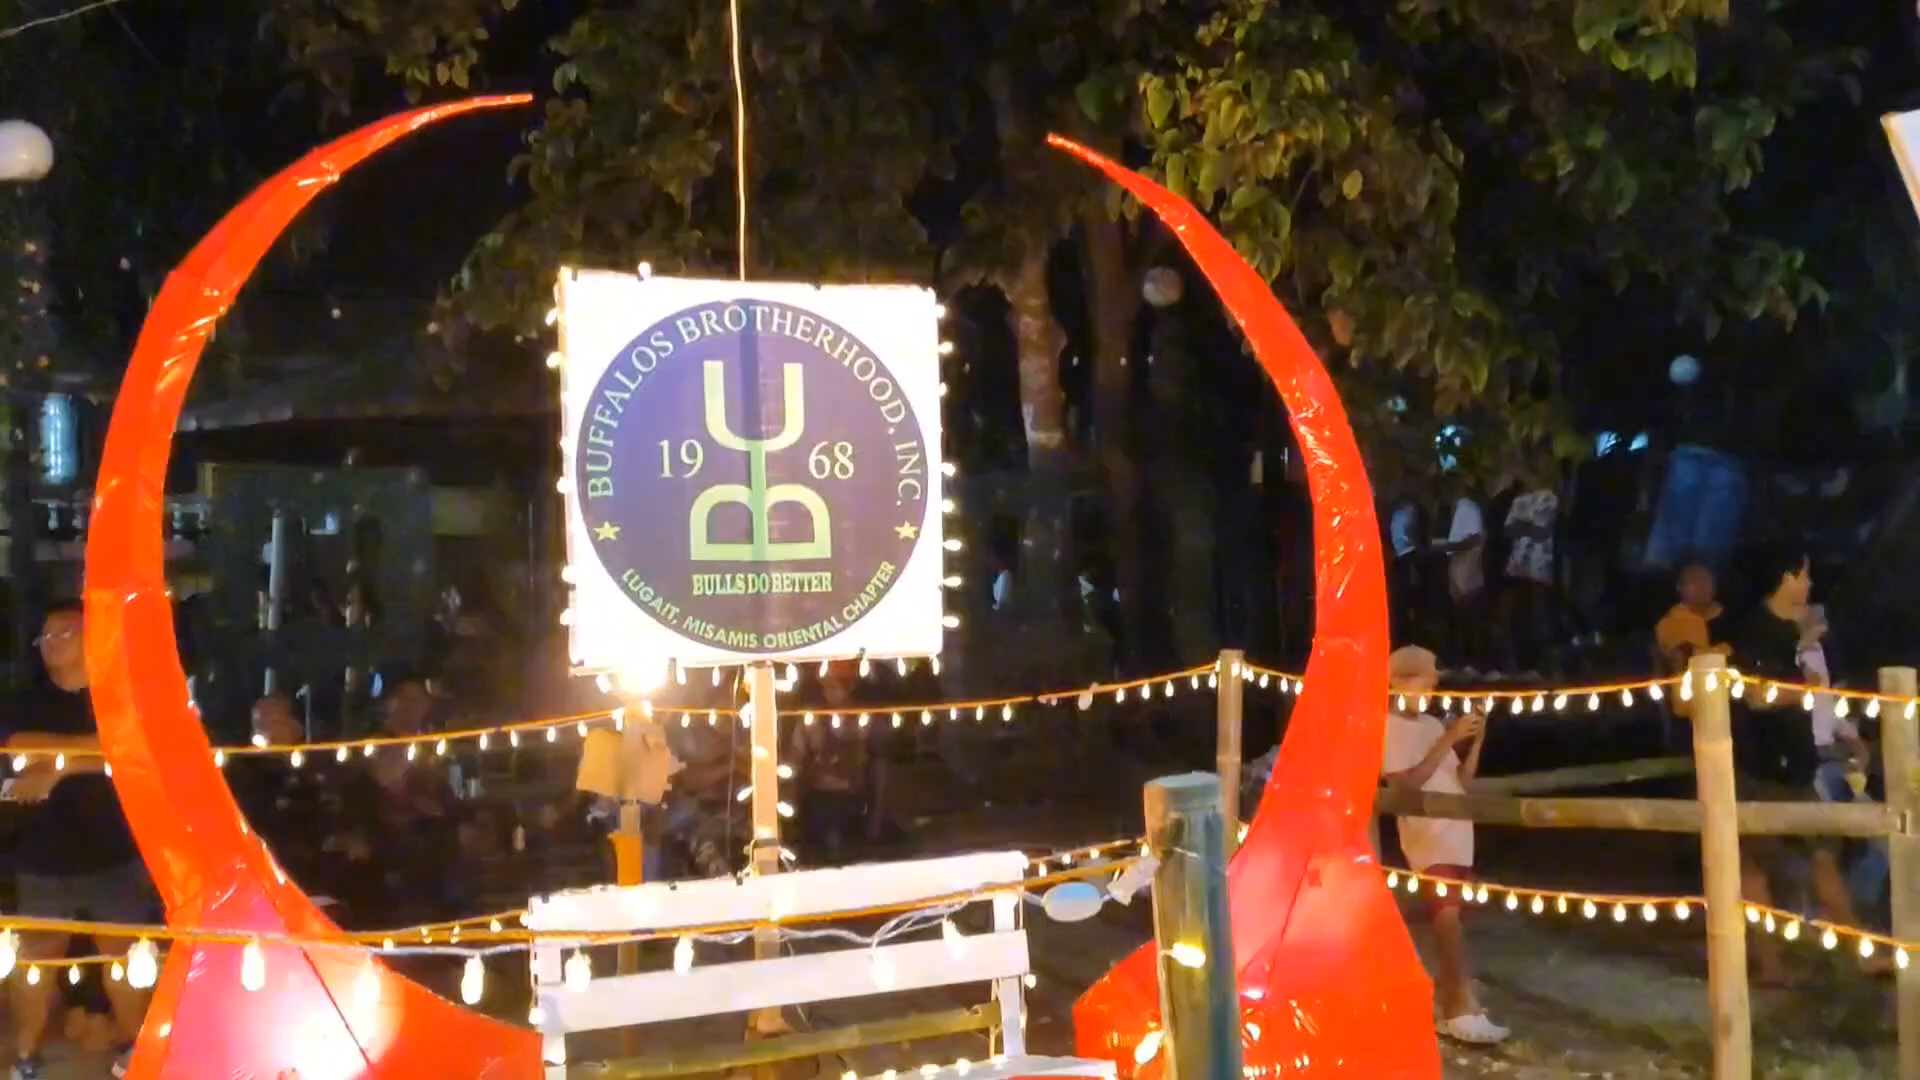 BUFFALOS BROTHERHOOD, INC.
19 68
BULLS DO BETTER
LUGAIT, MISAMIS ORIENTAL CHAPTER